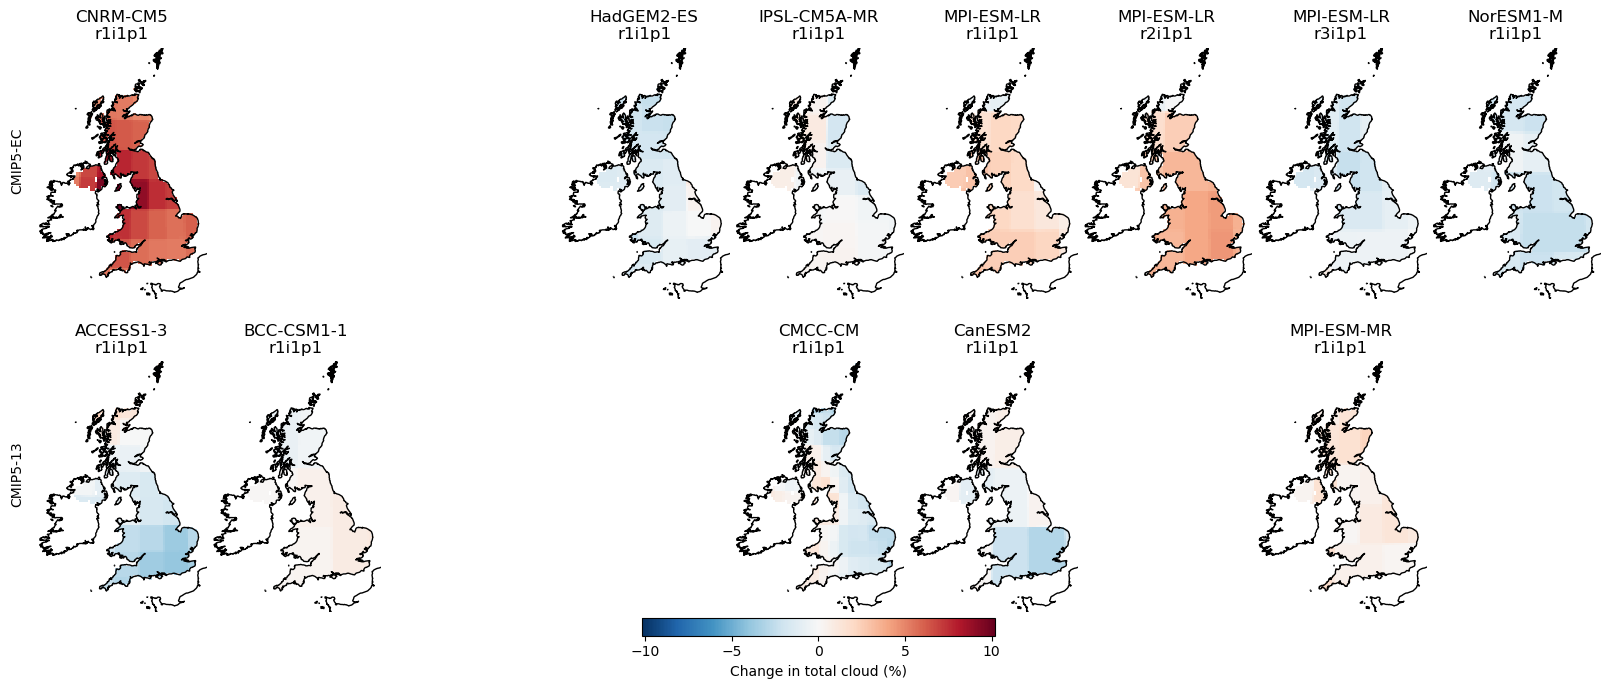 CNRM-CM5
r1i1p1
HadGEM2-ES
r1i1p1
IPSL-CM5A-MR
r1i1p1
MPI-ESM-LR
r1i1p1
MPI-ESM-LR
r2i1p1
MPI-ESM-LR
r3i1p1
NorESM1-M
r1i1p1
CMIP5-EC
ACCESS1-3
r1i1p1
BCC-CSM1-1
r1i1p1
CMCC-CM
r1i1p1
CanESM2
r1i1p1
MPI-ESM-MR
r1i1p1
CMIP5-13
−10 −5 0 5 10
Change in total cloud (%)